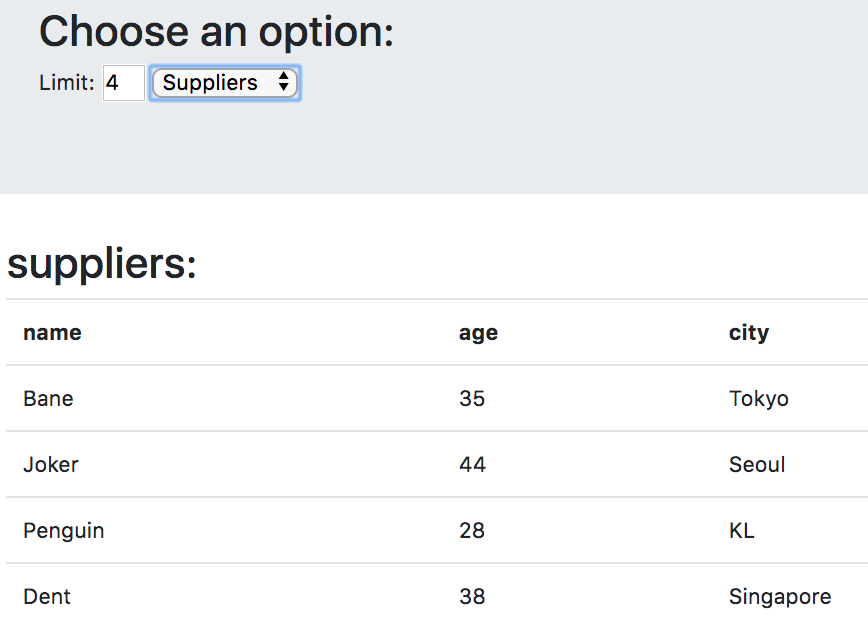 Choose an option:
Limit: 4 Suppliers
suppliers:
name age city
Bane 35 Tokyo
Joker 44 Seoul
Penguin 28 KL
Dent 38 Singapore